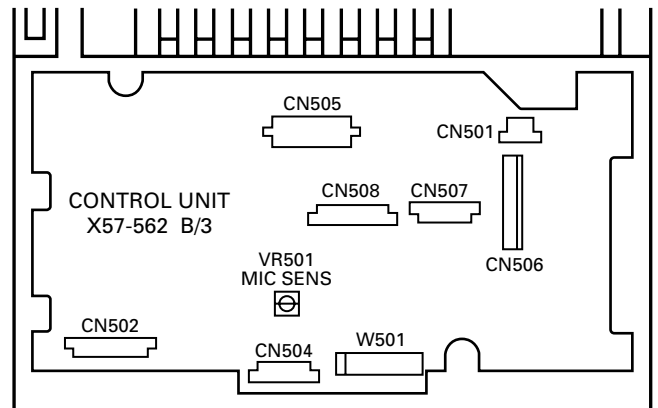 CN505
CN501
CN508
CN507
CONTROL UNIT
X57-562 B/3
CN506
VR501
MIC SENS
CN502
CN504
W501